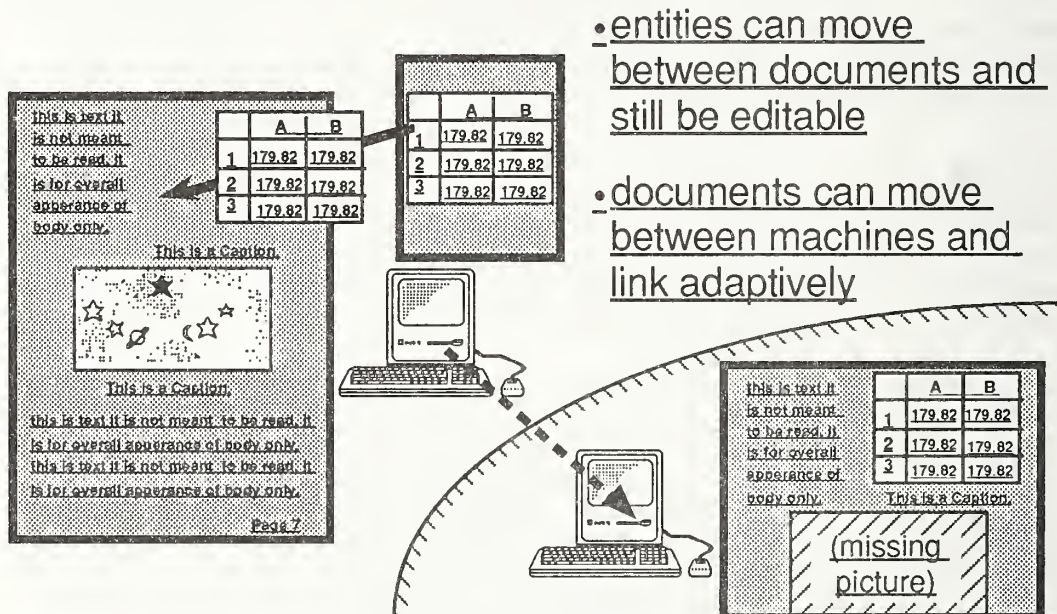 •entities can move
between documents and
still be editable
•documents can move
between machines and
link adaptively
this is text it
is not meant
to be read. it
is for overall
apperance of
body only.
A B
1 179.82 179.82
2 179.82 179.82
3 179.82 179.82
This is a Caption.
This is a Caption.
this is text it is not meant to be read. it
is for overall apperance of body only.
this is text it is not meant to be read. it
is for overall apperance of body only.
Page 7
A B
1 179.82 179.82
2 179.82 179.82
3 179.82 179.82
this is text it
is not meant
to be read. it
is for overall
apperance of
body only.
A B
1 179.82 179.82
2 179.82 179.82
3 179.82 179.82
This is a Caption.
(missing
picture)